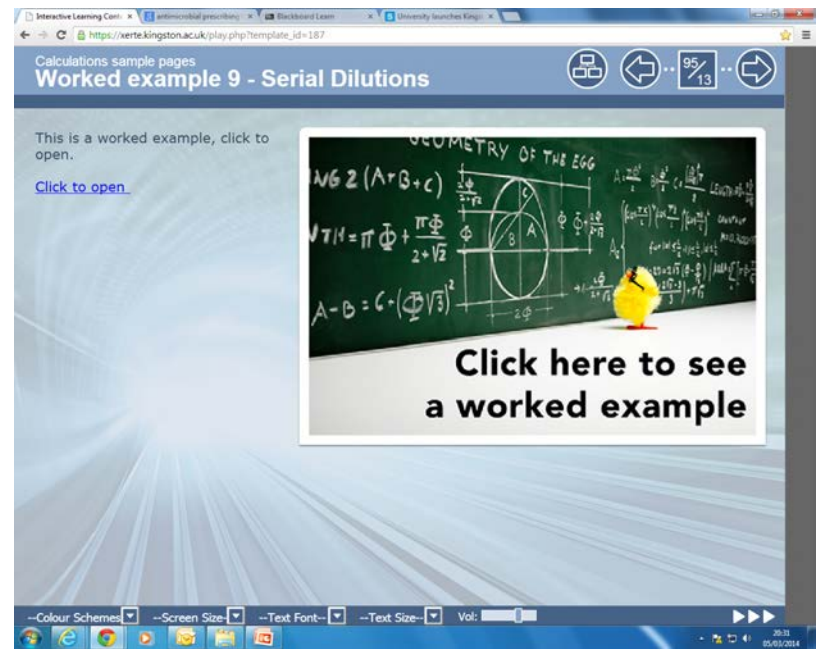 Interactive Learning Conte
antimicrobial prescribing
Blackboard Learn
University launches Kings
https://xerte.kingston.ac.uk/play.php?template_id=187
Calculations sample pages
Worked example 9 - Serial Dilutions
95/13
This is a worked example, click to
open.
Click to open
GEOMETRY OF THE EGG
A-B=
Click here to see
a worked example
--Colour Schemes
--Screen Size-
--Text Font--
--Text Size--
Vol:
20:31
05/03/2014